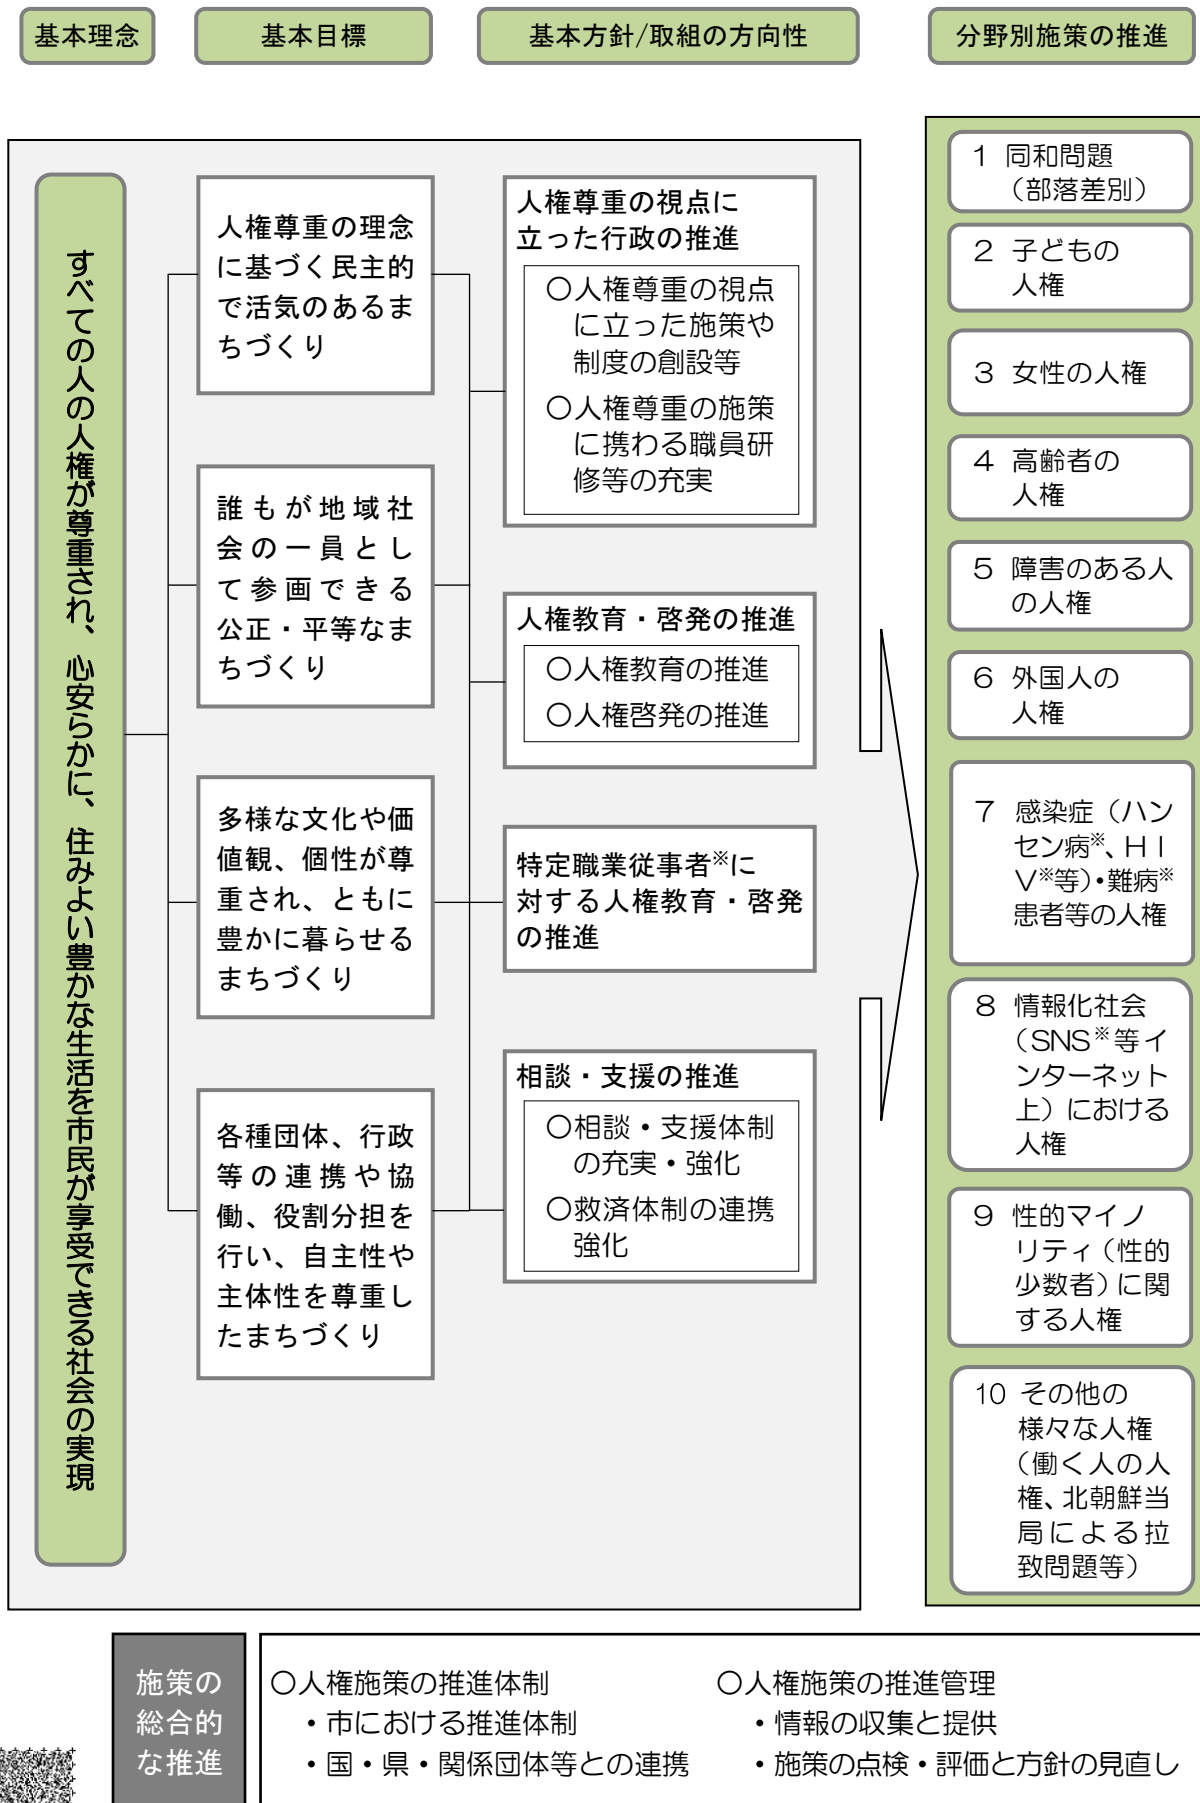 基本理念
基本目標
基本方針/取組の方向性
分野別施策の推進
すべての人の人権が尊重され、心安らかに、住みよい豊かな生活を市民が享受できる社会の実現
人権尊重の理念
に基づく民主的
で活気のあるま
ちづくり
誰もが地域社
会の一員とし
て参画できる
公正・平等なま
ちづくり
多様な文化や価
値観、個性が尊
重され、ともに
豊かに暮らせる
まちづくり
各種団体、行政
等の連携や協
働、役割分担を
行い、自主性や
主体性を尊重し
たまちづくり
人権尊重の視点に
立った行政の推進
○人権尊重の視点
に立った施策や
制度の創設等
○人権尊重の施策
に携わる職員研
修等の充実
人権教育・啓発の推進
○人権教育の推進
○人権啓発の推進
特定職業従事者※に
対する人権教育・啓発
の推進
相談・支援の推進
○相談・支援体制
の充実・強化
○救済体制の連携
強化
1 同和問題
（部落差別）
2 子どもの
人権
3 女性の人権
4 高齢者の
人権
5 障害のある人
の人権
6 外国人の
人権
7 感染症（ハン
セン病※、ＨＩ
Ｖ※等）・難病※
患者等の人権
8 情報化社会
（SNS※等イ
ンターネット
上）における
人権
9 性的マイノ
リティ（性的
少数者）に関
する人権
10 その他の
様々な人権
（働く人の人
権、北朝鮮当
局による拉
致問題等）
施策の
総合的
な推進
○人権施策の推進体制
・市における推進体制
・国・県・関係団体等との連携
○人権施策の推進管理
・情報の収集と提供
・施策の点検・評価と方針の見直し